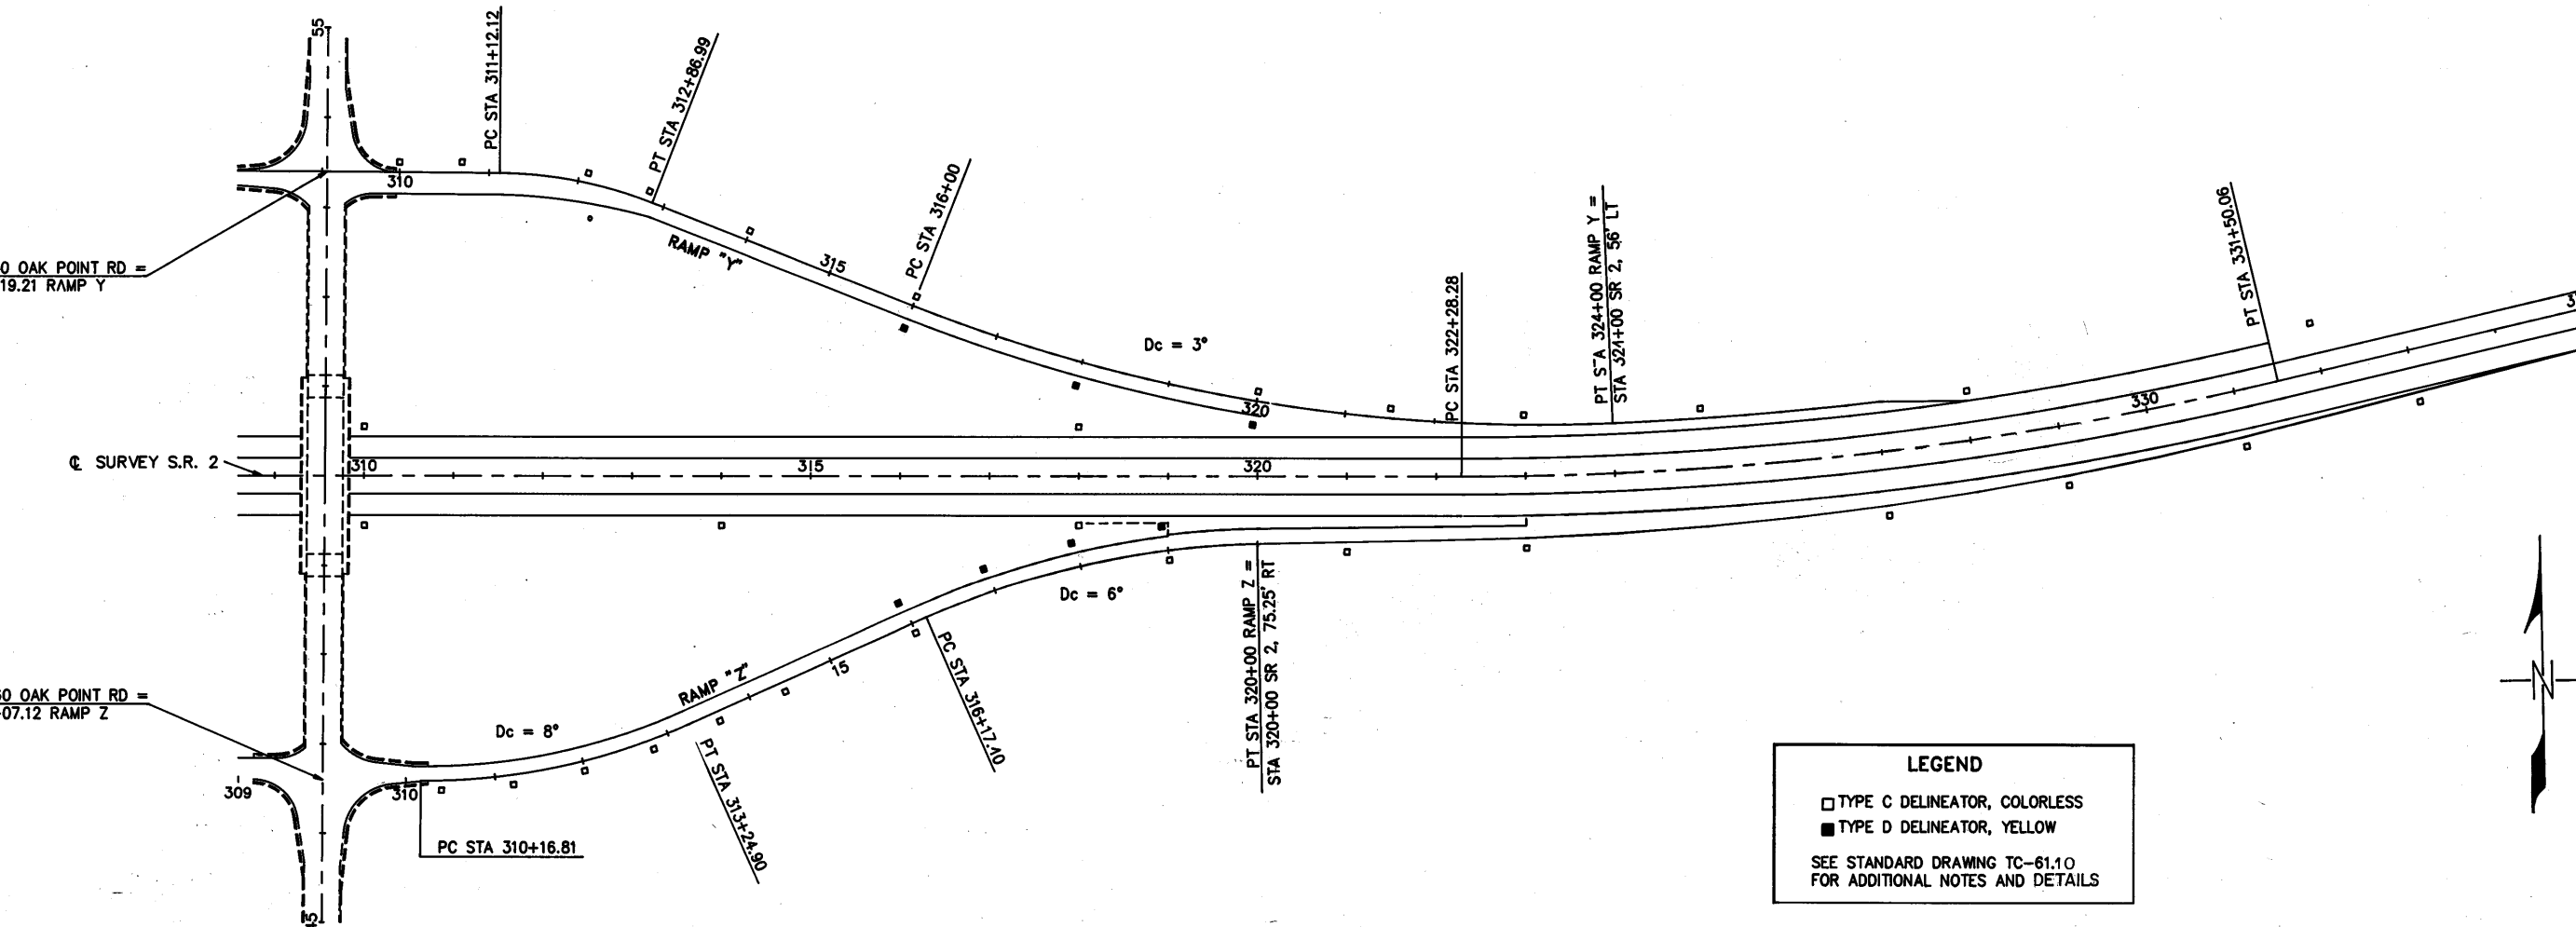 55
PC STA 311+12.12
PT STA 312+86.99
310
PC STA 316+00
RAMP "Y"
315
0 OAK POINT RD =
19.21 RAMP Y
Dc = 3°
PC STA 322+28.28
PT STA 324+00 RAMP Y =
STA 324+00 SR 2, 56' LT
PT STA 331+50.06
320
330
℄ SURVEY S.R. 2
310
315
320
Dc = 6°
PT STA 320+00 RAMP Z =
STA 320+00 SR 2, 75.25' RT
PC STA 316+17.40
15
RAMP "Z"
60 OAK POINT RD =
07.12 RAMP Z
Dc = 8°
PT STA 313+24.90
309
310
PC STA 310+16.81
N
LEGEND
TYPE C DELINEATOR, COLORLESS
TYPE D DELINEATOR, YELLOW
SEE STANDARD DRAWING TC-61.10
FOR ADDITIONAL NOTES AND DETAILS